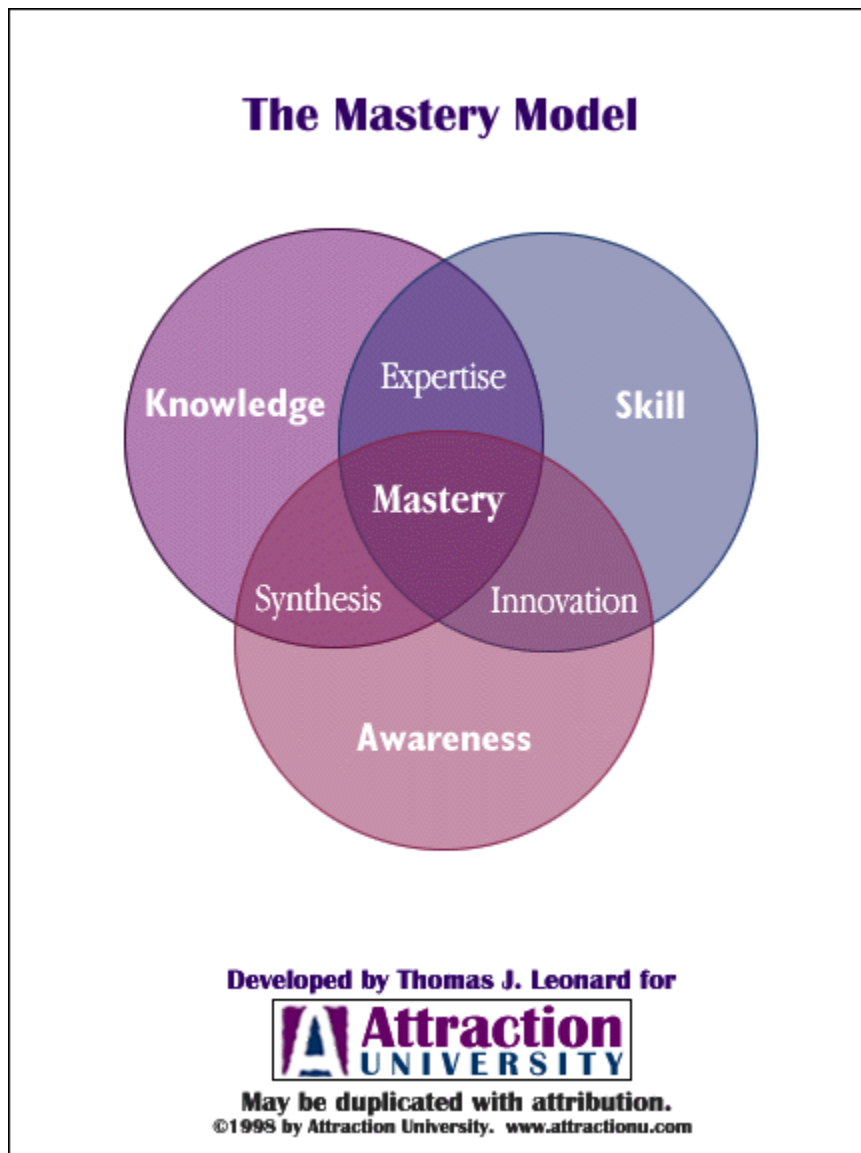 The Mastery Model
Expertise
Knowledge
Skill
Mastery
Synthesis
Innovation
Awareness
Developed by Thomas J. Leonard for
Attraction
UNIVERSITY
May be duplicated with attribution.
©1998 by Attraction University. www.attractionu.com